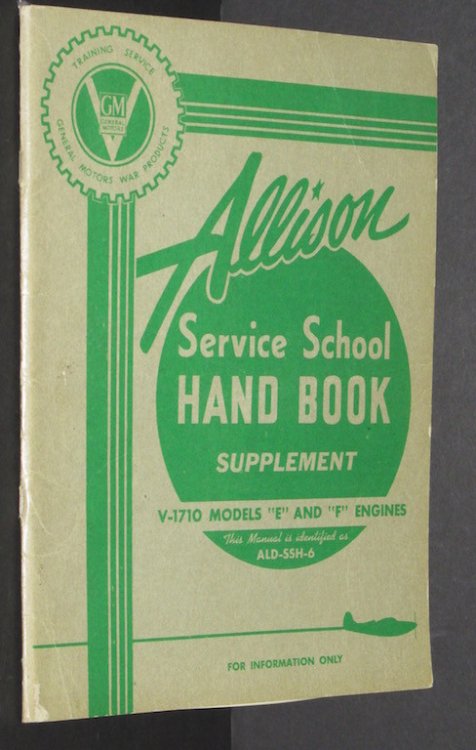 TRAINING SERVICE
GM
GENERAL
MOTORS
GENERAL MOTORS WAR PRODUCTS
Allison
Service School
HAND BOOK
SUPPLEMENT
V-1710 MODELS "E" AND "F" ENGINES
This Manual is identified as
ALD-SSH-6
FOR INFORMATION ONLY